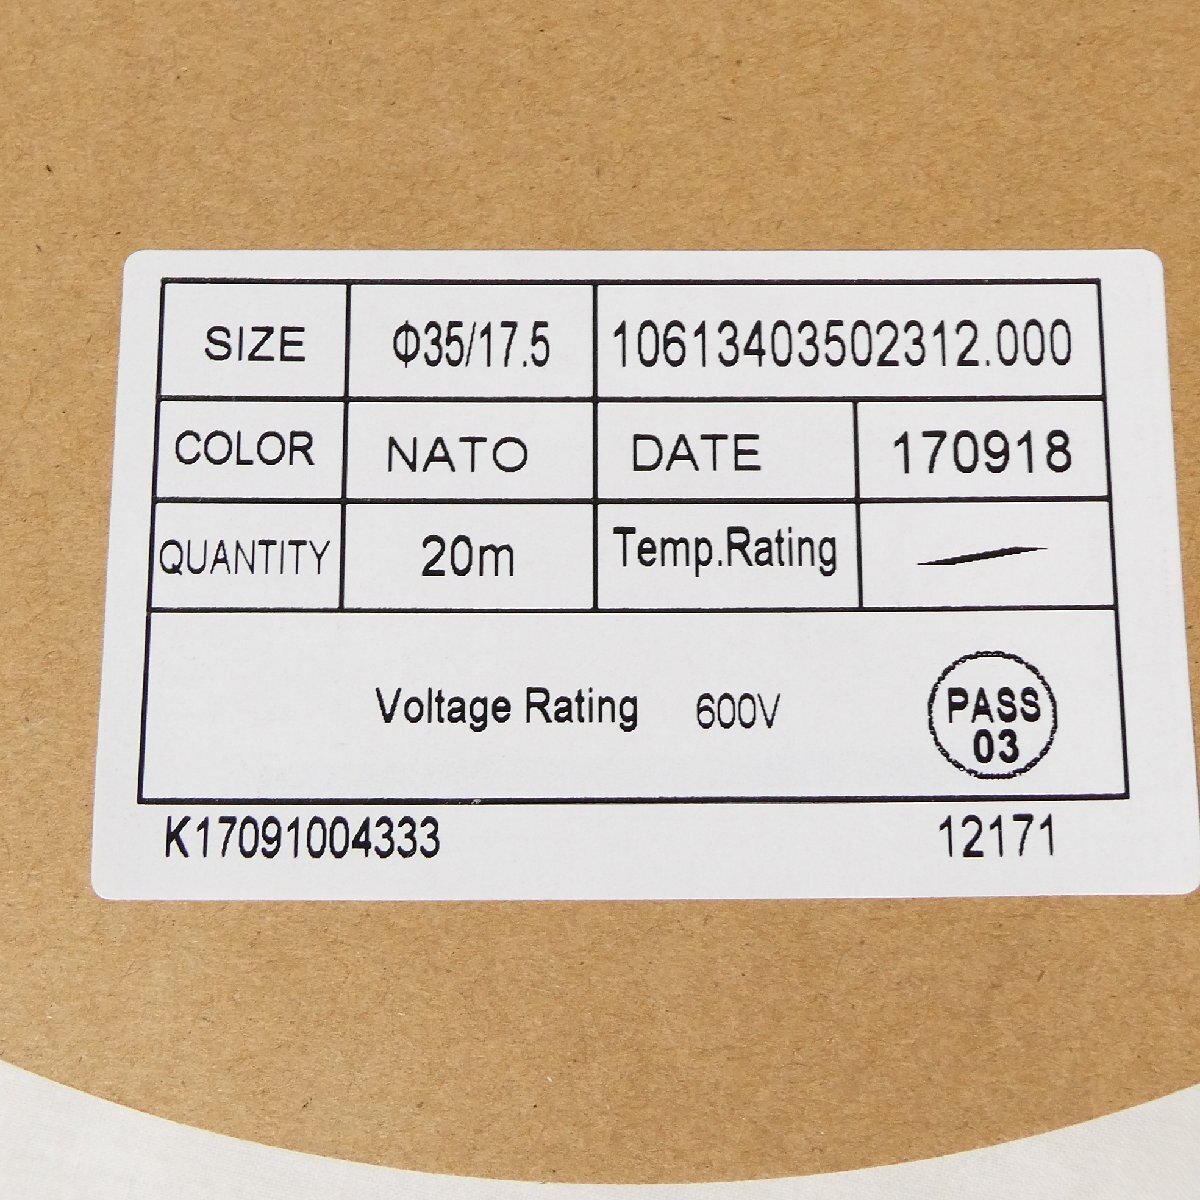 SIZE Φ35/17.5 10613403502312.000
COLOR NATO DATE 170918
QUANTITY 20m Temp.Rating —
Voltage Rating 600V PASS
03
K17091004333 12171